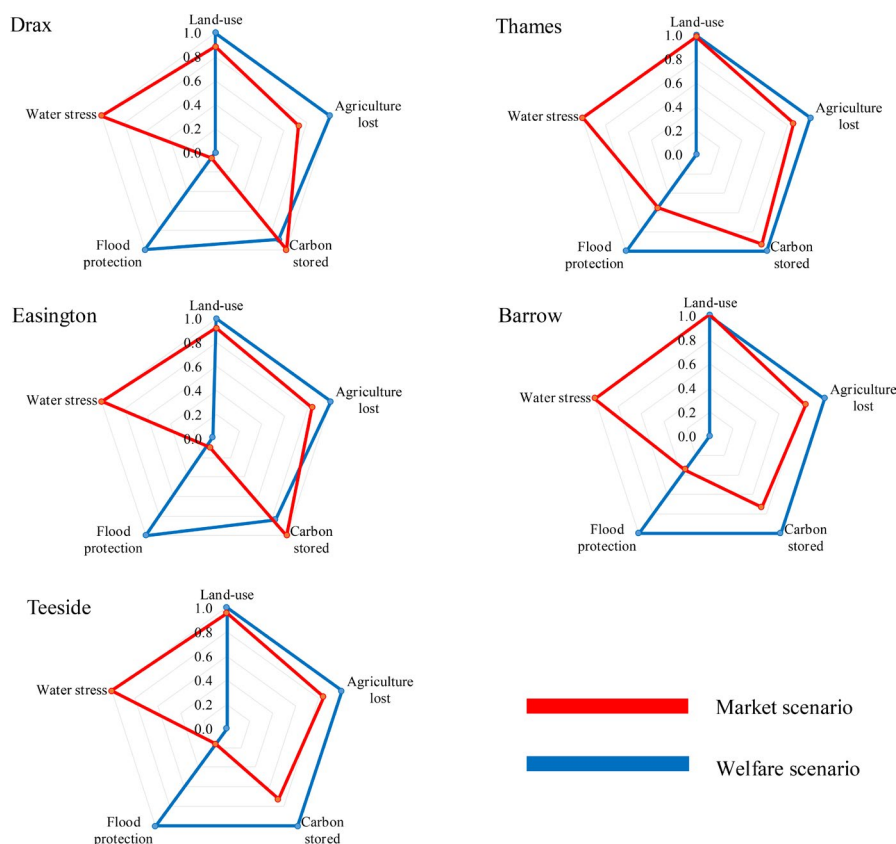 Drax
Land-use
1.0
0.8
0.6
0.4
0.2
0.0
Water stress
Agriculture
lost
Flood
protection
Carbon
stored
Thames
Land-use
1.0
0.8
0.6
0.4
0.2
0.0
Water stress
Agriculture
lost
Flood
protection
Carbon
stored
Easington
Land-use
1.0
0.8
0.6
0.4
0.2
0.0
Water stress
Agriculture
lost
Flood
protection
Carbon
stored
Barrow
Land-use
1.0
0.8
0.6
0.4
0.2
0.0
Water stress
Agriculture
lost
Flood
protection
Carbon
stored
Teeside
Land-use
1.0
0.8
0.6
0.4
0.2
0.0
Water stress
Agriculture
lost
Flood
protection
Carbon
stored
Market scenario
Welfare scenario